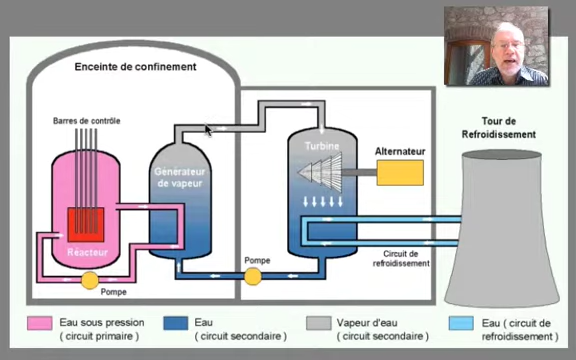 Enceinte de confinement
Barres de contrôle
Tour de
Refroidissement
Turbine
Alternateur
Générateur
de vapeur
Réacteur
Circuit de
refroidissement
Pompe
Pompe
Eau sous pression
( circuit primaire )
Eau
( circuit secondaire )
Vapeur d'eau
( circuit secondaire )
Eau ( circuit de
refroidissement )